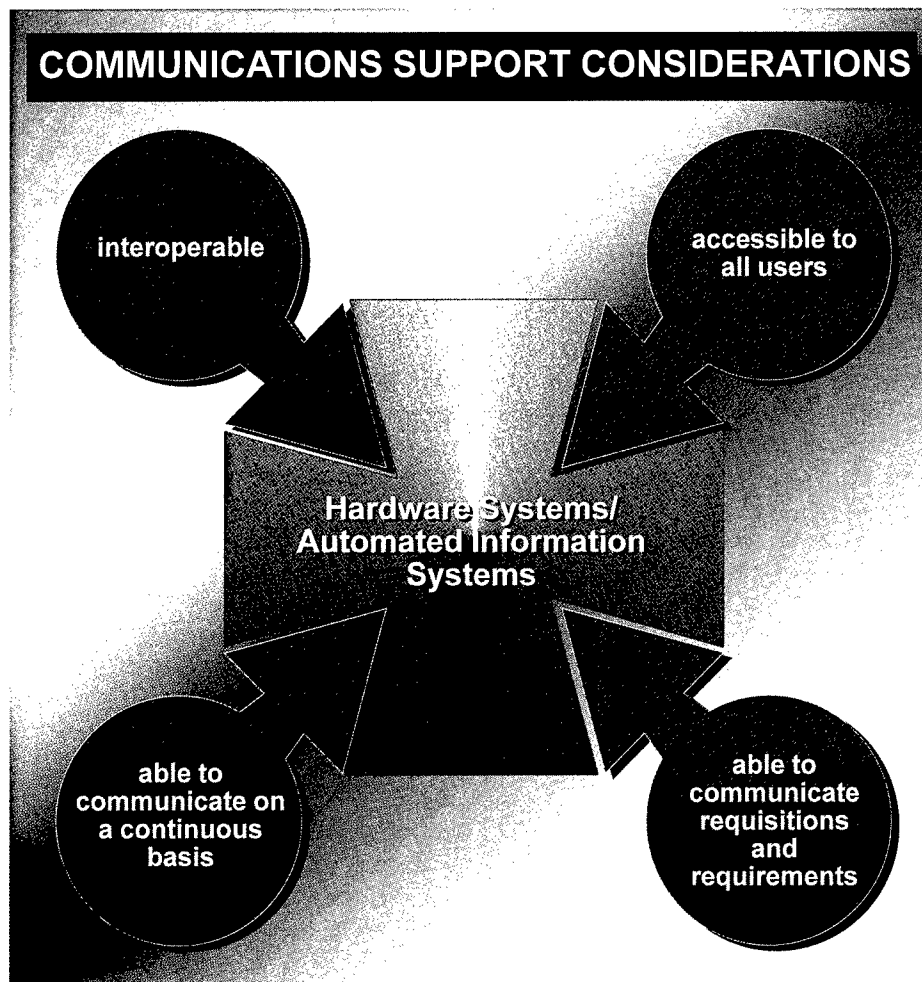 COMMUNICATIONS SUPPORT CONSIDERATIONS
interoperable
accessible to
all users
Hardware Systems/
Automated Information
Systems
able to
communicate on
a continuous
basis
able to
communicate
requisitions
and
requirements